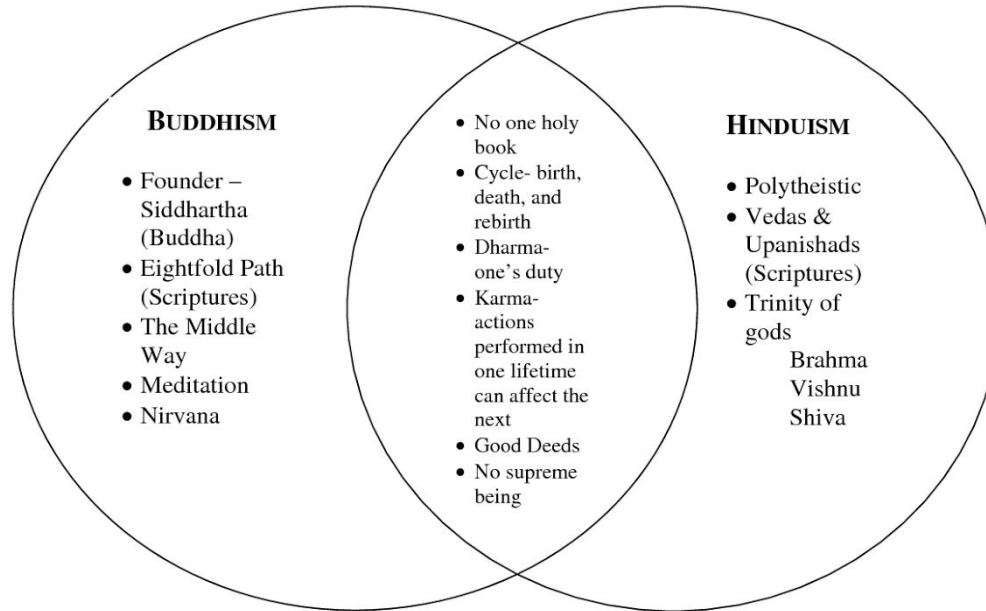 BUDDHISM
• Founder –
Siddhartha
(Buddha)
• Eightfold Path
(Scriptures)
• The Middle
Way
• Meditation
• Nirvana
• No one holy
book
• Cycle- birth,
death, and
rebirth
• Dharma-
one's duty
• Karma-
actions
performed in
one lifetime
can affect the
next
• Good Deeds
• No supreme
being
HINDUISM
• Polytheistic
• Vedas &
Upanishads
(Scriptures)
• Trinity of
gods
Brahma
Vishnu
Shiva